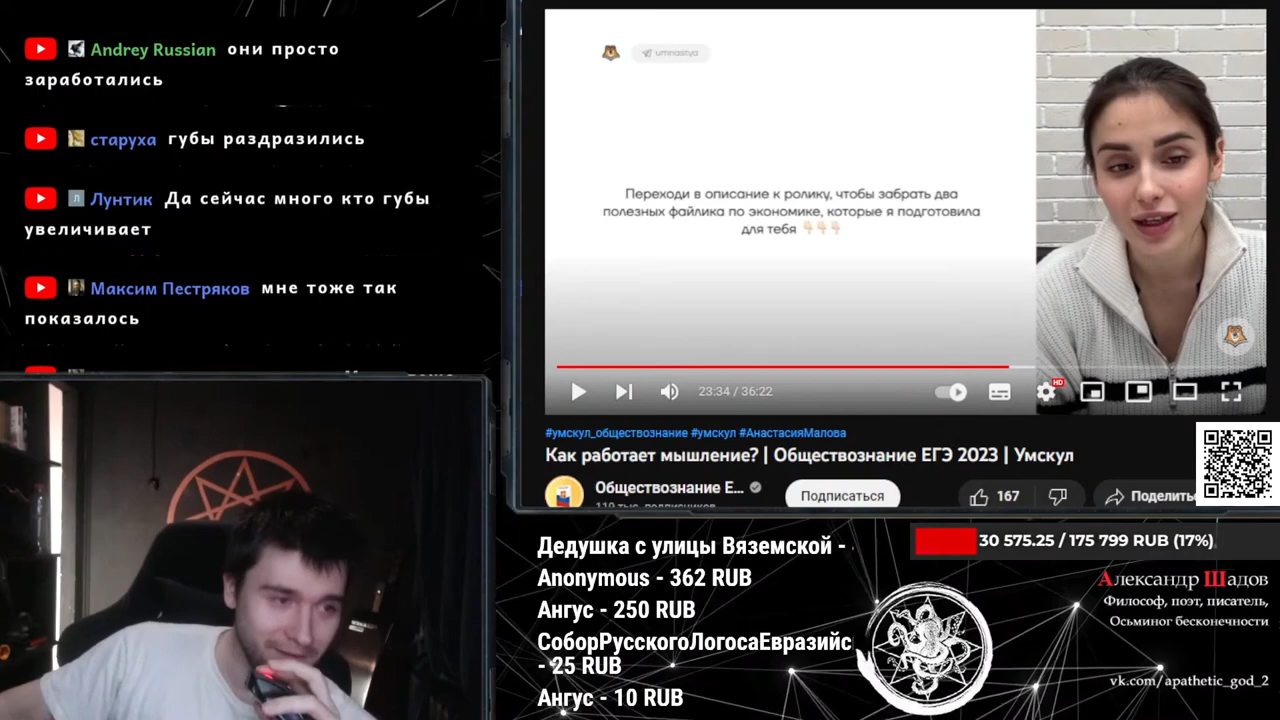 Andrey Russian они просто
заработались
старуха губы раздразились
Лунтик Да сейчас много кто губы
увеличивает
Максим Пестряков мне тоже так
показалось
umnastya
Переходи в описание к ролику, чтобы забрать два
полезных файлика по экономике, которые я подготовила
для тебя 👇🏻👇🏻👇🏻
23:34 / 36:22
HD
#умскул_обществознание #умскул #АнастасияМалова
Как работает мышление? | Обществознание ЕГЭ 2023 | Умскул
Обществознание Е...
Подписаться
167
Поделить
Дедушка с улицы Вяземской -
Anonymous - 362 RUB
Ангус - 250 RUB
СоборРусскогоЛогосаЕвразийс
- 25 RUB
Ангус - 10 RUB
30 575.25 / 175 799 RUB (17%)
Александр Шадов
Философ, поэт, писатель,
Осьминог бесконечности
vk.com/apathetic_god_2